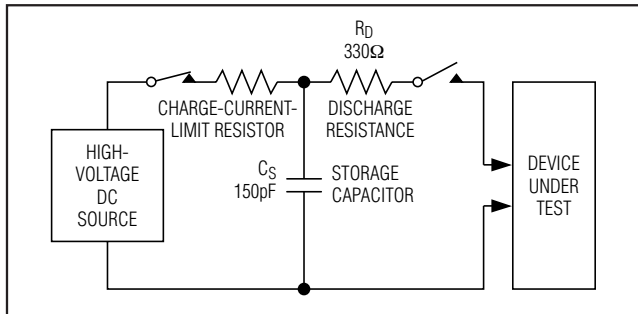 R_D
330Ω
CHARGE-CURRENT-
LIMIT RESISTOR
DISCHARGE
RESISTANCE
HIGH-
VOLTAGE
DC
SOURCE
C_S
150pF
STORAGE
CAPACITOR
DEVICE
UNDER
TEST